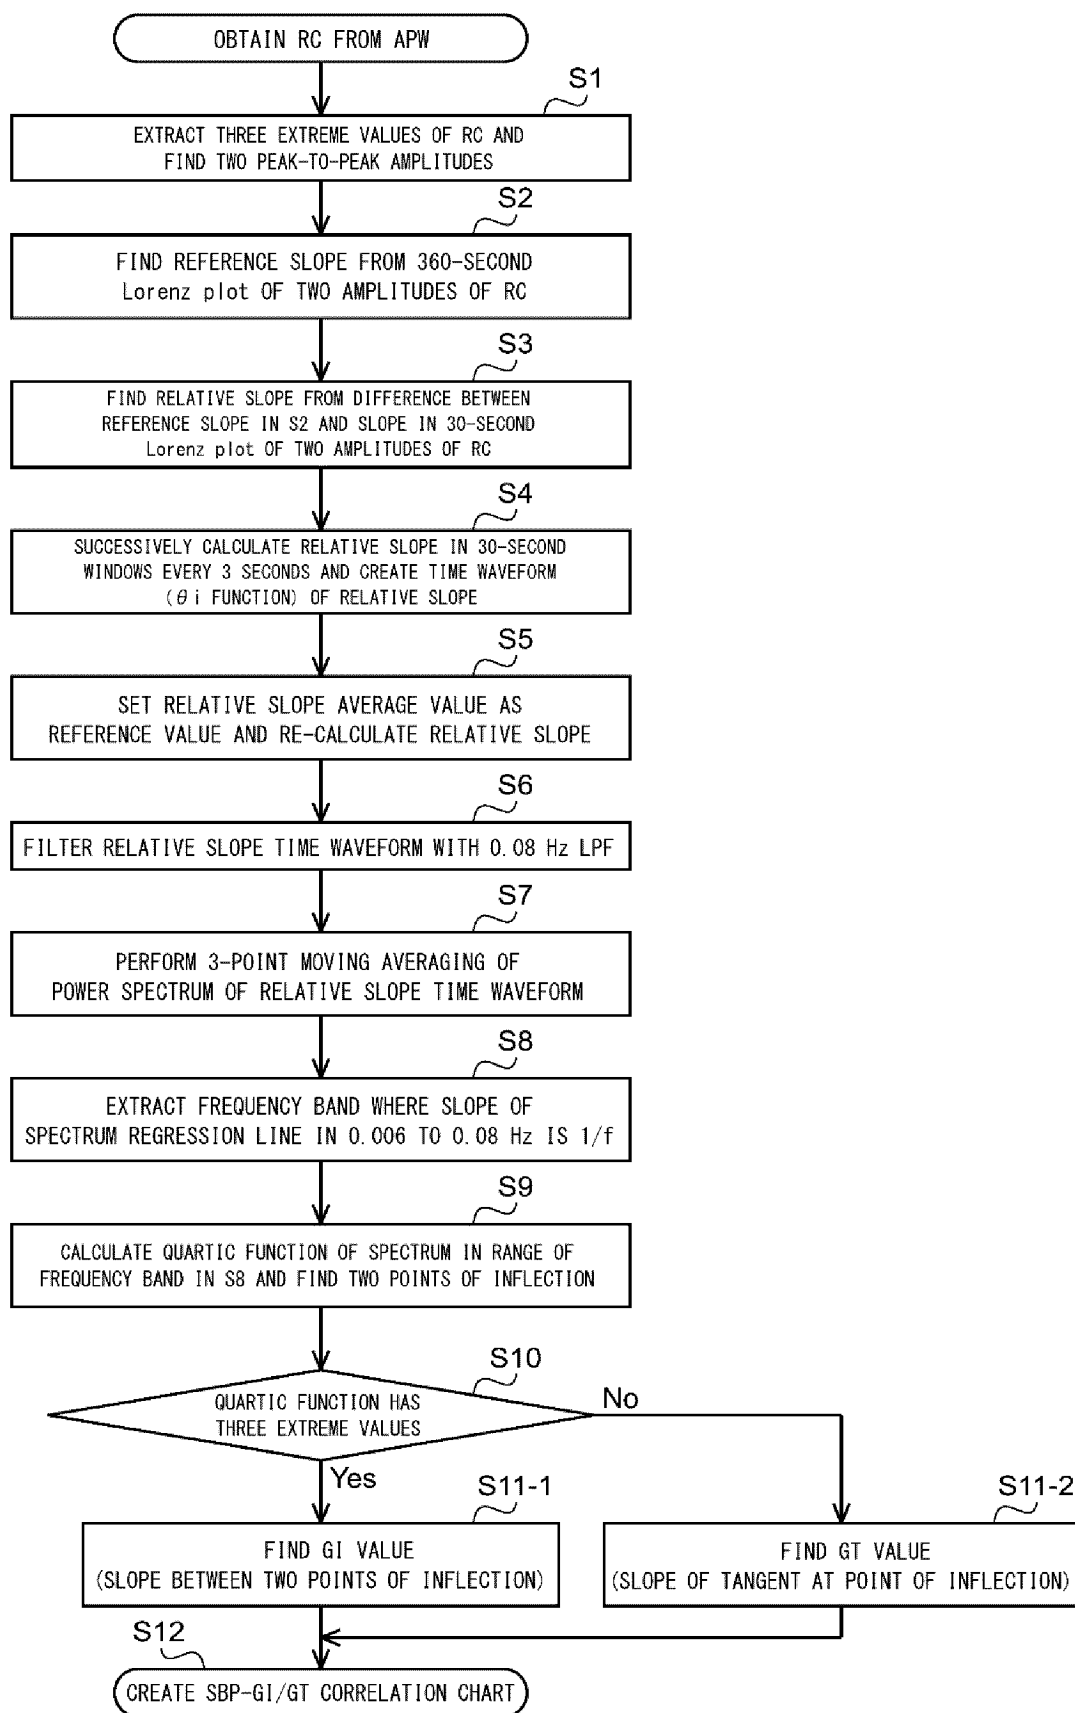 OBTAIN RC FROM APW
S1
EXTRACT THREE EXTREME VALUES OF RC AND
FIND TWO PEAK-TO-PEAK AMPLITUDES
S2
FIND REFERENCE SLOPE FROM 360-SECOND
Lorenz plot OF TWO AMPLITUDES OF RC
S3
FIND RELATIVE SLOPE FROM DIFFERENCE BETWEEN
REFERENCE SLOPE IN S2 AND SLOPE IN 30-SECOND
Lorenz plot OF TWO AMPLITUDES OF RC
S4
SUCCESSIVELY CALCULATE RELATIVE SLOPE IN 30-SECOND
WINDOWS EVERY 3 SECONDS AND CREATE TIME WAVEFORM
(θi FUNCTION) OF RELATIVE SLOPE
S5
SET RELATIVE SLOPE AVERAGE VALUE AS
REFERENCE VALUE AND RE-CALCULATE RELATIVE SLOPE
S6
FILTER RELATIVE SLOPE TIME WAVEFORM WITH 0.08 Hz LPF
S7
PERFORM 3-POINT MOVING AVERAGING OF
POWER SPECTRUM OF RELATIVE SLOPE TIME WAVEFORM
S8
EXTRACT FREQUENCY BAND WHERE SLOPE OF
SPECTRUM REGRESSION LINE IN 0.006 TO 0.08 Hz IS 1/f
S9
CALCULATE QUARTIC FUNCTION OF SPECTRUM IN RANGE OF
FREQUENCY BAND IN S8 AND FIND TWO POINTS OF INFLECTION
S10
QUARTIC FUNCTION HAS
THREE EXTREME VALUES
No
Yes
S11-1
FIND GI VALUE
(SLOPE BETWEEN TWO POINTS OF INFLECTION)
S11-2
FIND GT VALUE
(SLOPE OF TANGENT AT POINT OF INFLECTION)
S12
CREATE SBP-GI/GT CORRELATION CHART